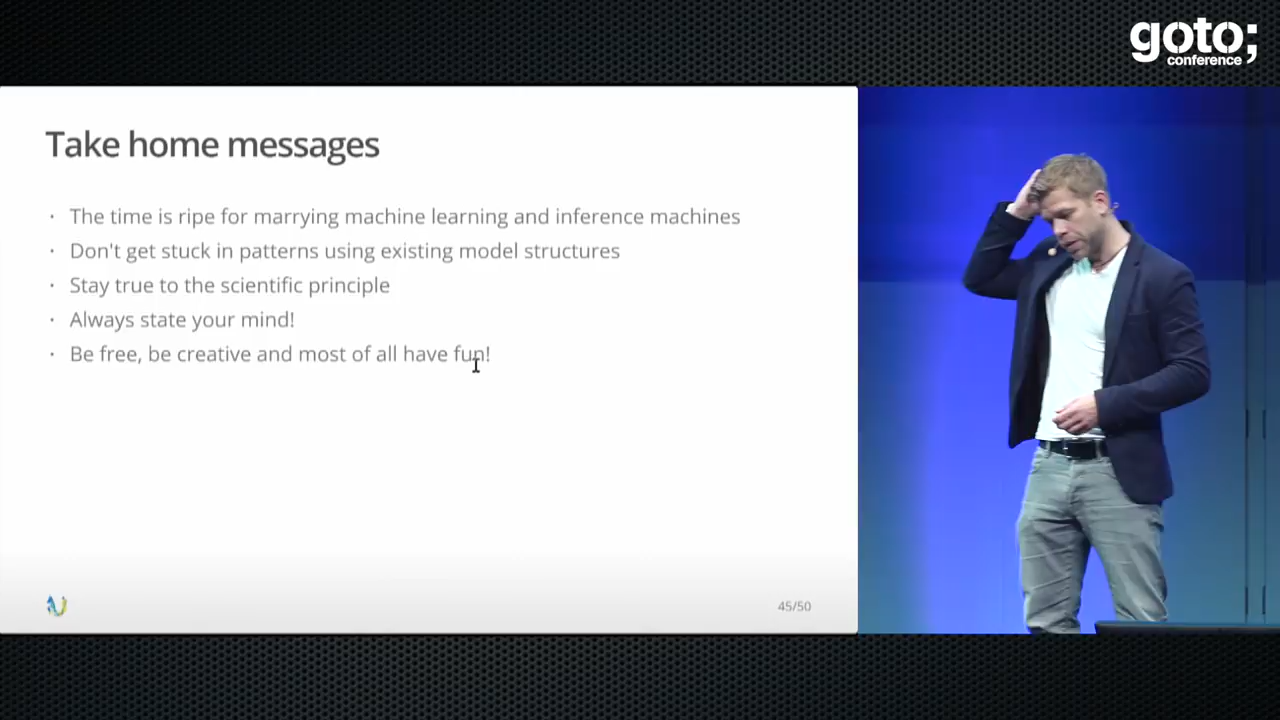 goto;
conference
Take home messages
· The time is ripe for marrying machine learning and inference machines
· Don't get stuck in patterns using existing model structures
· Stay true to the scientific principle
· Always state your mind!
· Be free, be creative and most of all have fun!
45/50